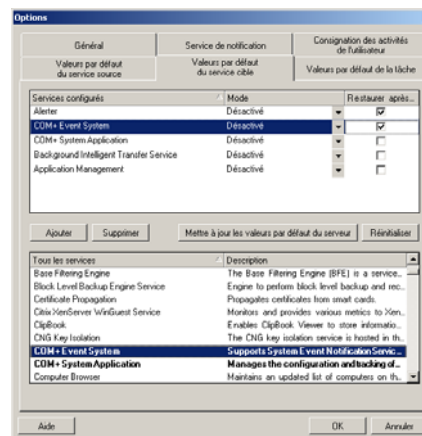 Options
Général
Service de notification
Consignation des activités
de l'utilisateur
Valeurs par défaut
du service source
Valeurs par défaut
du service cible
Valeurs par défaut de la tâche
Services configurés Mode Restaurer après...
Alerter Désactivé
COM+ Event System Désactivé
COM+ System Application Désactivé
Background Intelligent Transfer Service Désactivé
Application Management Désactivé
Ajouter Supprimer Mettre à jour les valeurs par défaut du serveur Réinitialiser
Tous les services Description
Base Filtering Engine The Base Filtering Engine (BFE) is a service...
Block Level Backup Engine Service Engine to perform block level backup and rec...
Certificate Propagation Propagates certificates from smart cards.
Citrix XenServer WinGuest Service Monitors and provides various metrics to Xen...
ClipBook Enables ClipBook Viewer to store informatio...
CNG Key Isolation The CNG key isolation service is hosted in th...
COM+ Event System Supports System Event Notification Servic...
COM+ System Application Manages the configuration and tracking of...
Computer Browser Maintains an updated list of computers on th...
Aide OK Annuler